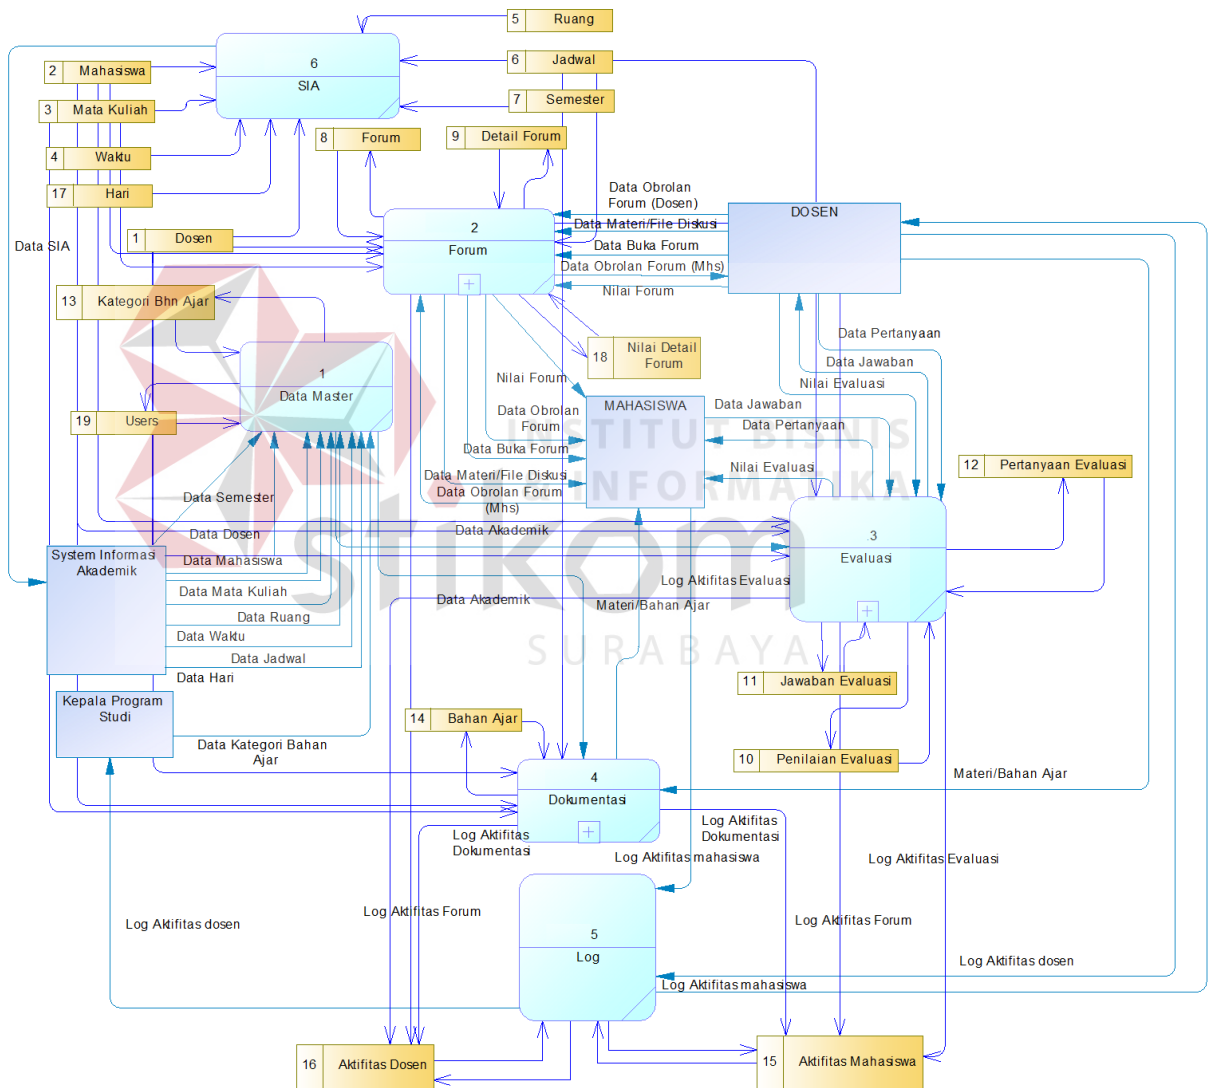 5 Ruang
6
SIA
6 Jadwal
2 Mahasiswa
7 Semester
3 Mata Kuliah
8 Forum
9 Detail Forum
4 Waktu
17 Hari
Data Obrolan
Forum (Dosen)
DOSEN
1 Dosen
2
Forum
Data Materi/File Diskusi
Data SIA
Data Buka Forum
Data Obrolan Forum (Mhs)
Nilai Forum
13 Kategori Bhn Ajar
Data Pertanyaan
18 Nilai Detail
Forum
1
Data Master
Data Jawaban
Nilai Forum
Nilai Evaluasi
MAHASISWA
Data Jawaban
Data Obrolan
Forum
19 Users
Data Pertanyaan
INSTITUT BISNIS
Data Buka Forum
12 Pertanyaan Evaluasi
Nilai Evaluasi
Data Materi/File Diskusi
& INFORMATIKA
Data Semester
Data Obrolan Forum
(Mhs)
stikom
Data Dosen
Data Akademik
3
Evaluasi
System Informasi
Akademik
Data Mahasiswa
Log Aktifitas Evaluasi
Data Mata Kuliah
Data Akademik
Materi/Bahan Ajar
Data Ruang
Data Waktu
SURABAYA
Data Jadwal
Data Hari
11 Jawaban Evaluasi
Kepala Program
Studi
14 Bahan Ajar
Data Kategori Bahan
Ajar
10 Penilaian Evaluasi
4
Dokumentasi
Materi/Bahan Ajar
Log Aktifitas
Dokumentasi
Log Aktifitas
Dokumentasi
Log Aktifitas mahasiswa
Log Aktifitas Evaluasi
Log Aktifitas Forum
Log Aktifitas Forum
Log Aktifitas dosen
5
Log
Log Aktifitas dosen
Log Aktifitas mahasiswa
16 Aktifitas Dosen
15 Aktifitas Mahasiswa